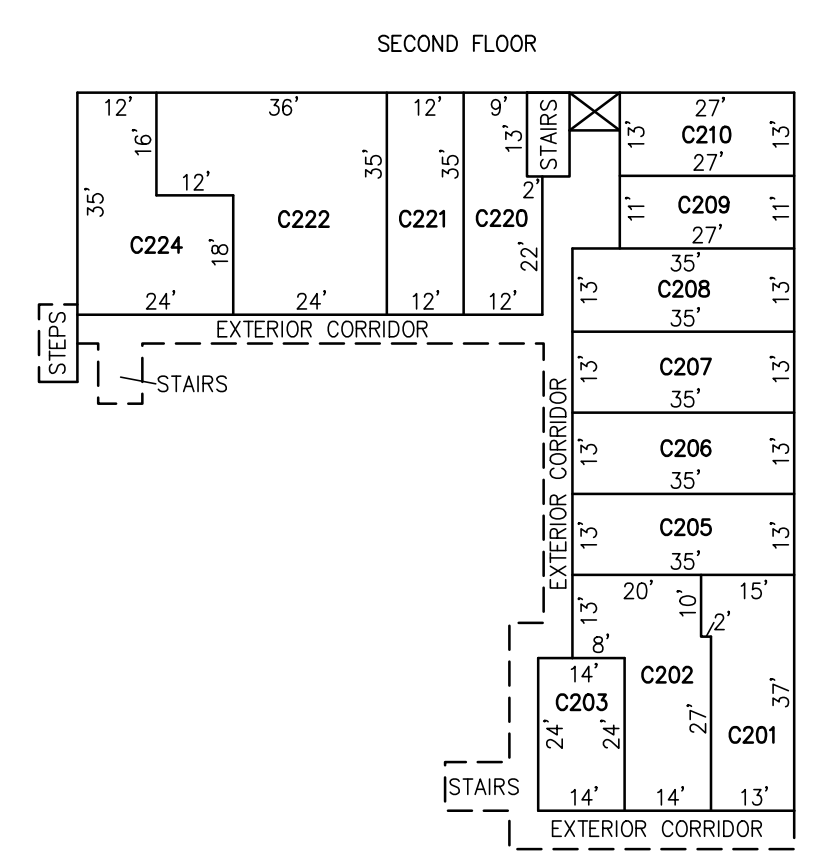 SECOND FLOOR
12' 36' 12' 9' 27'
16' 13' STAIRS 13' C210 13'
27'
35' 35' 35' 12' 2' 11' C209 11'
C224 C222 C221 C220 27'
18' 22' 35'
13' C208 13'
24' 24' 12' 12' 35'
STEPS EXTERIOR CORRIDOR
STAIRS
13' C207 13'
35'
EXTERIOR CORRIDOR
13' C206 13'
35'
EXTERIOR CORRIDOR
13' C205 13'
35'
20' 10' 15'
13' 2'
8'
14' C202
C203 37'
24' 24' 27' C201
STAIRS
14' 14' 13'
EXTERIOR CORRIDOR